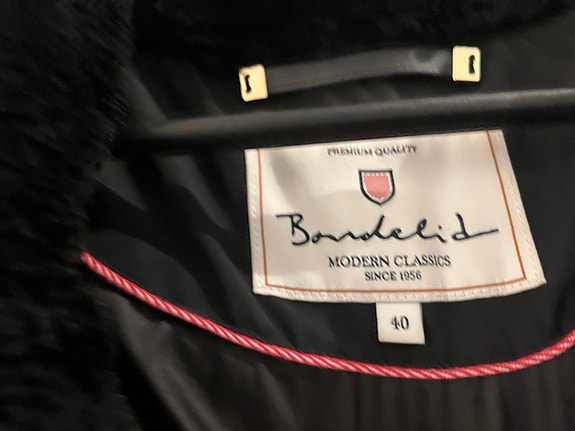 PREMIUM QUALITY
Bondelid
MODERN CLASSICS
SINCE 1956
40